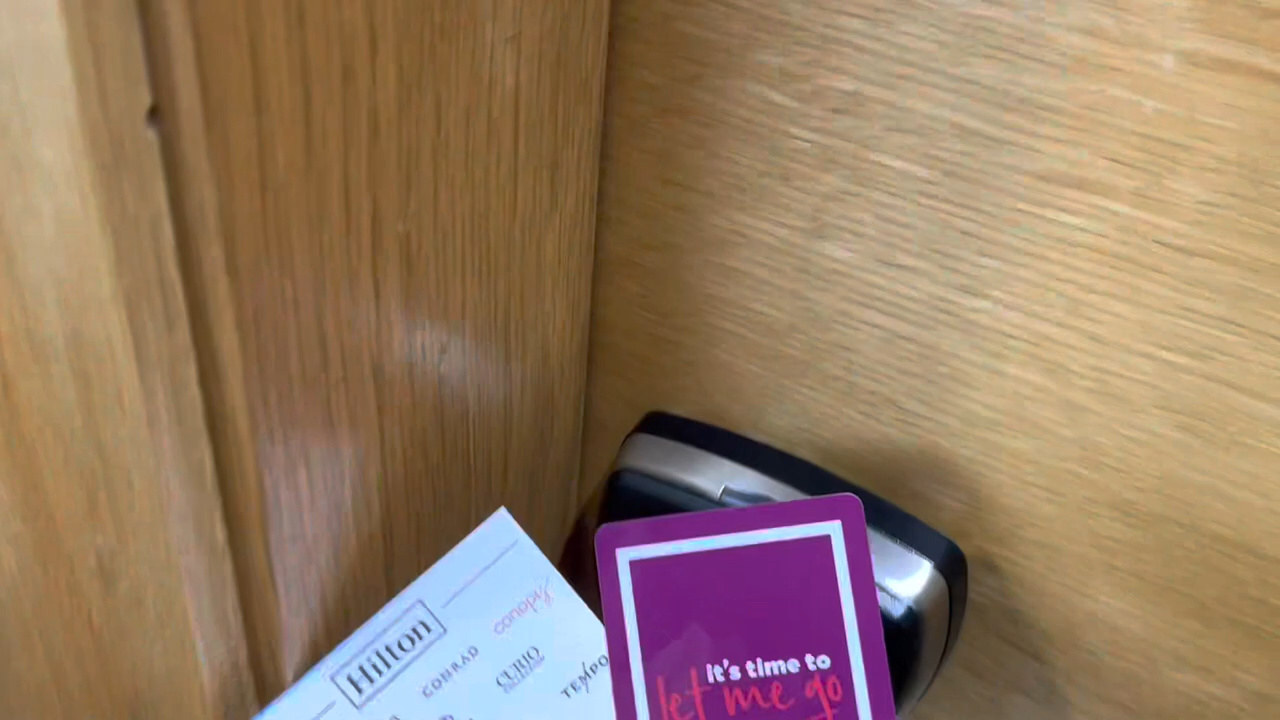 Hilton
CONRAD
canopy
CURIO
TEMPO
it's time to
let me go